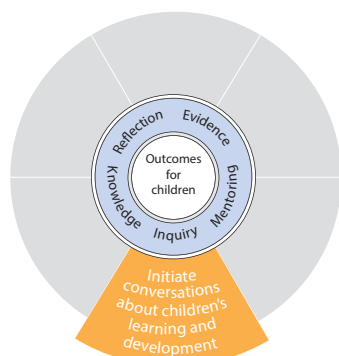 Reflection
Evidence
Knowledge
Inquiry
Mentoring
Outcomes
for
children
Initiate
conversations
about children's
learning and
development